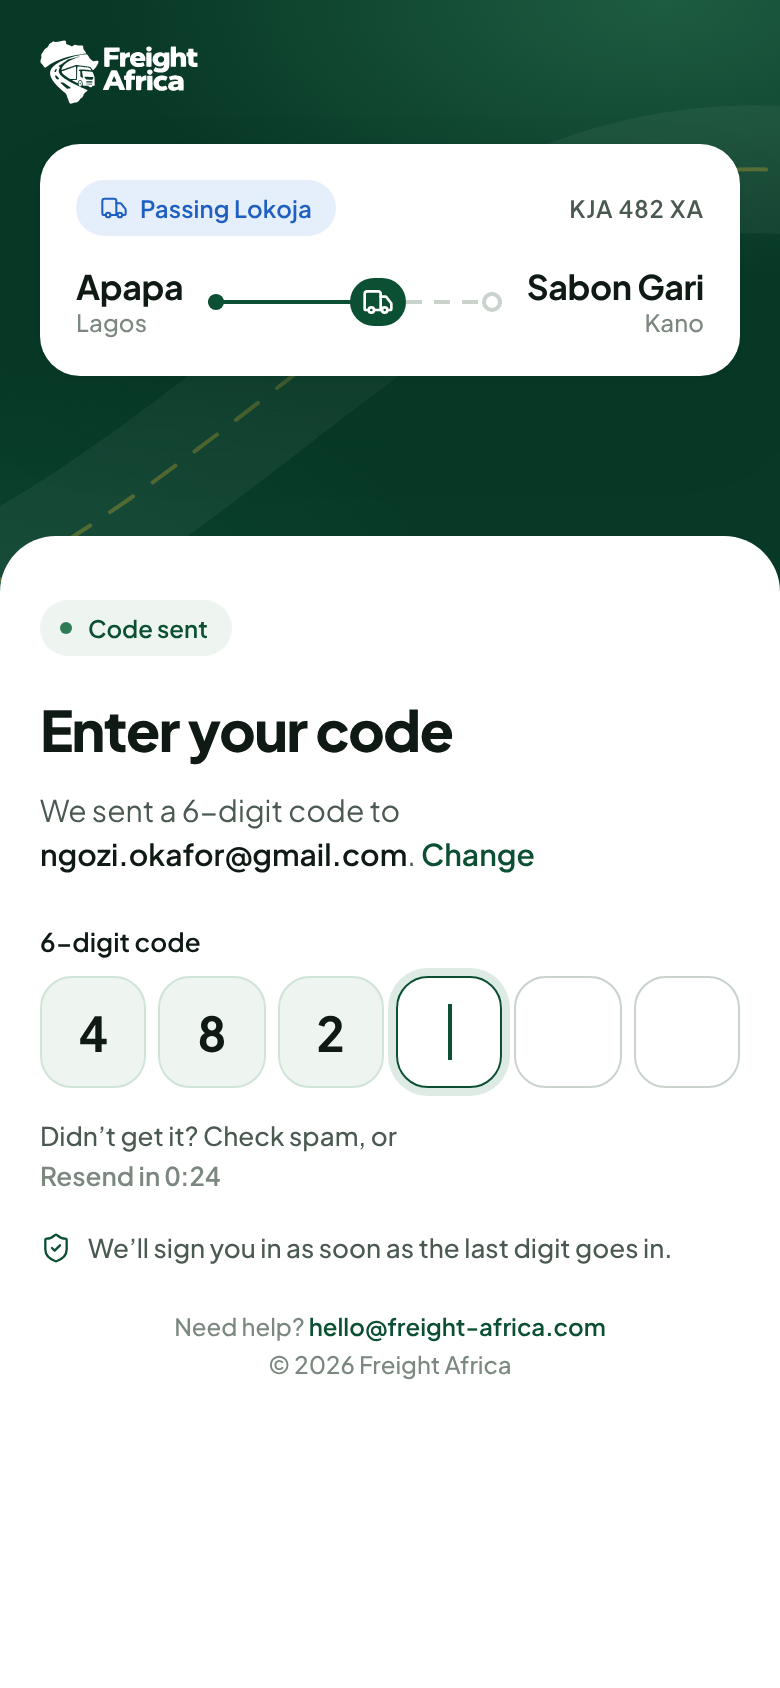 Freight
Africa
Passing Lokoja
KJA 482 XA
Apapa
Sabon Gari
Lagos
Kano
Code sent
Enter your code
We sent a 6-digit code to
ngozi.okafor@gmail.com. Change
6-digit code
4 8 2
Didn’t get it? Check spam, or
Resend in 0:24
We’ll sign you in as soon as the last digit goes in.
Need help? hello@freight-africa.com
© 2026 Freight Africa